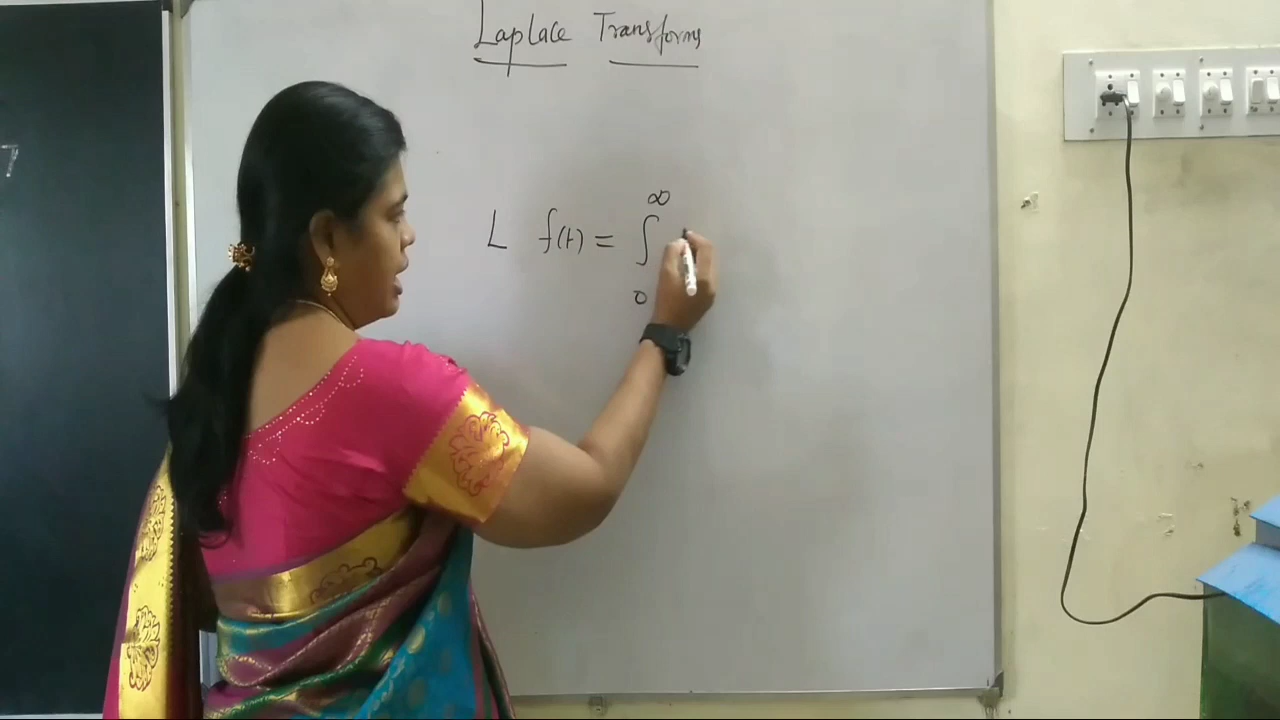 Laplace Transforms
L f(t) = ∫₀^∞